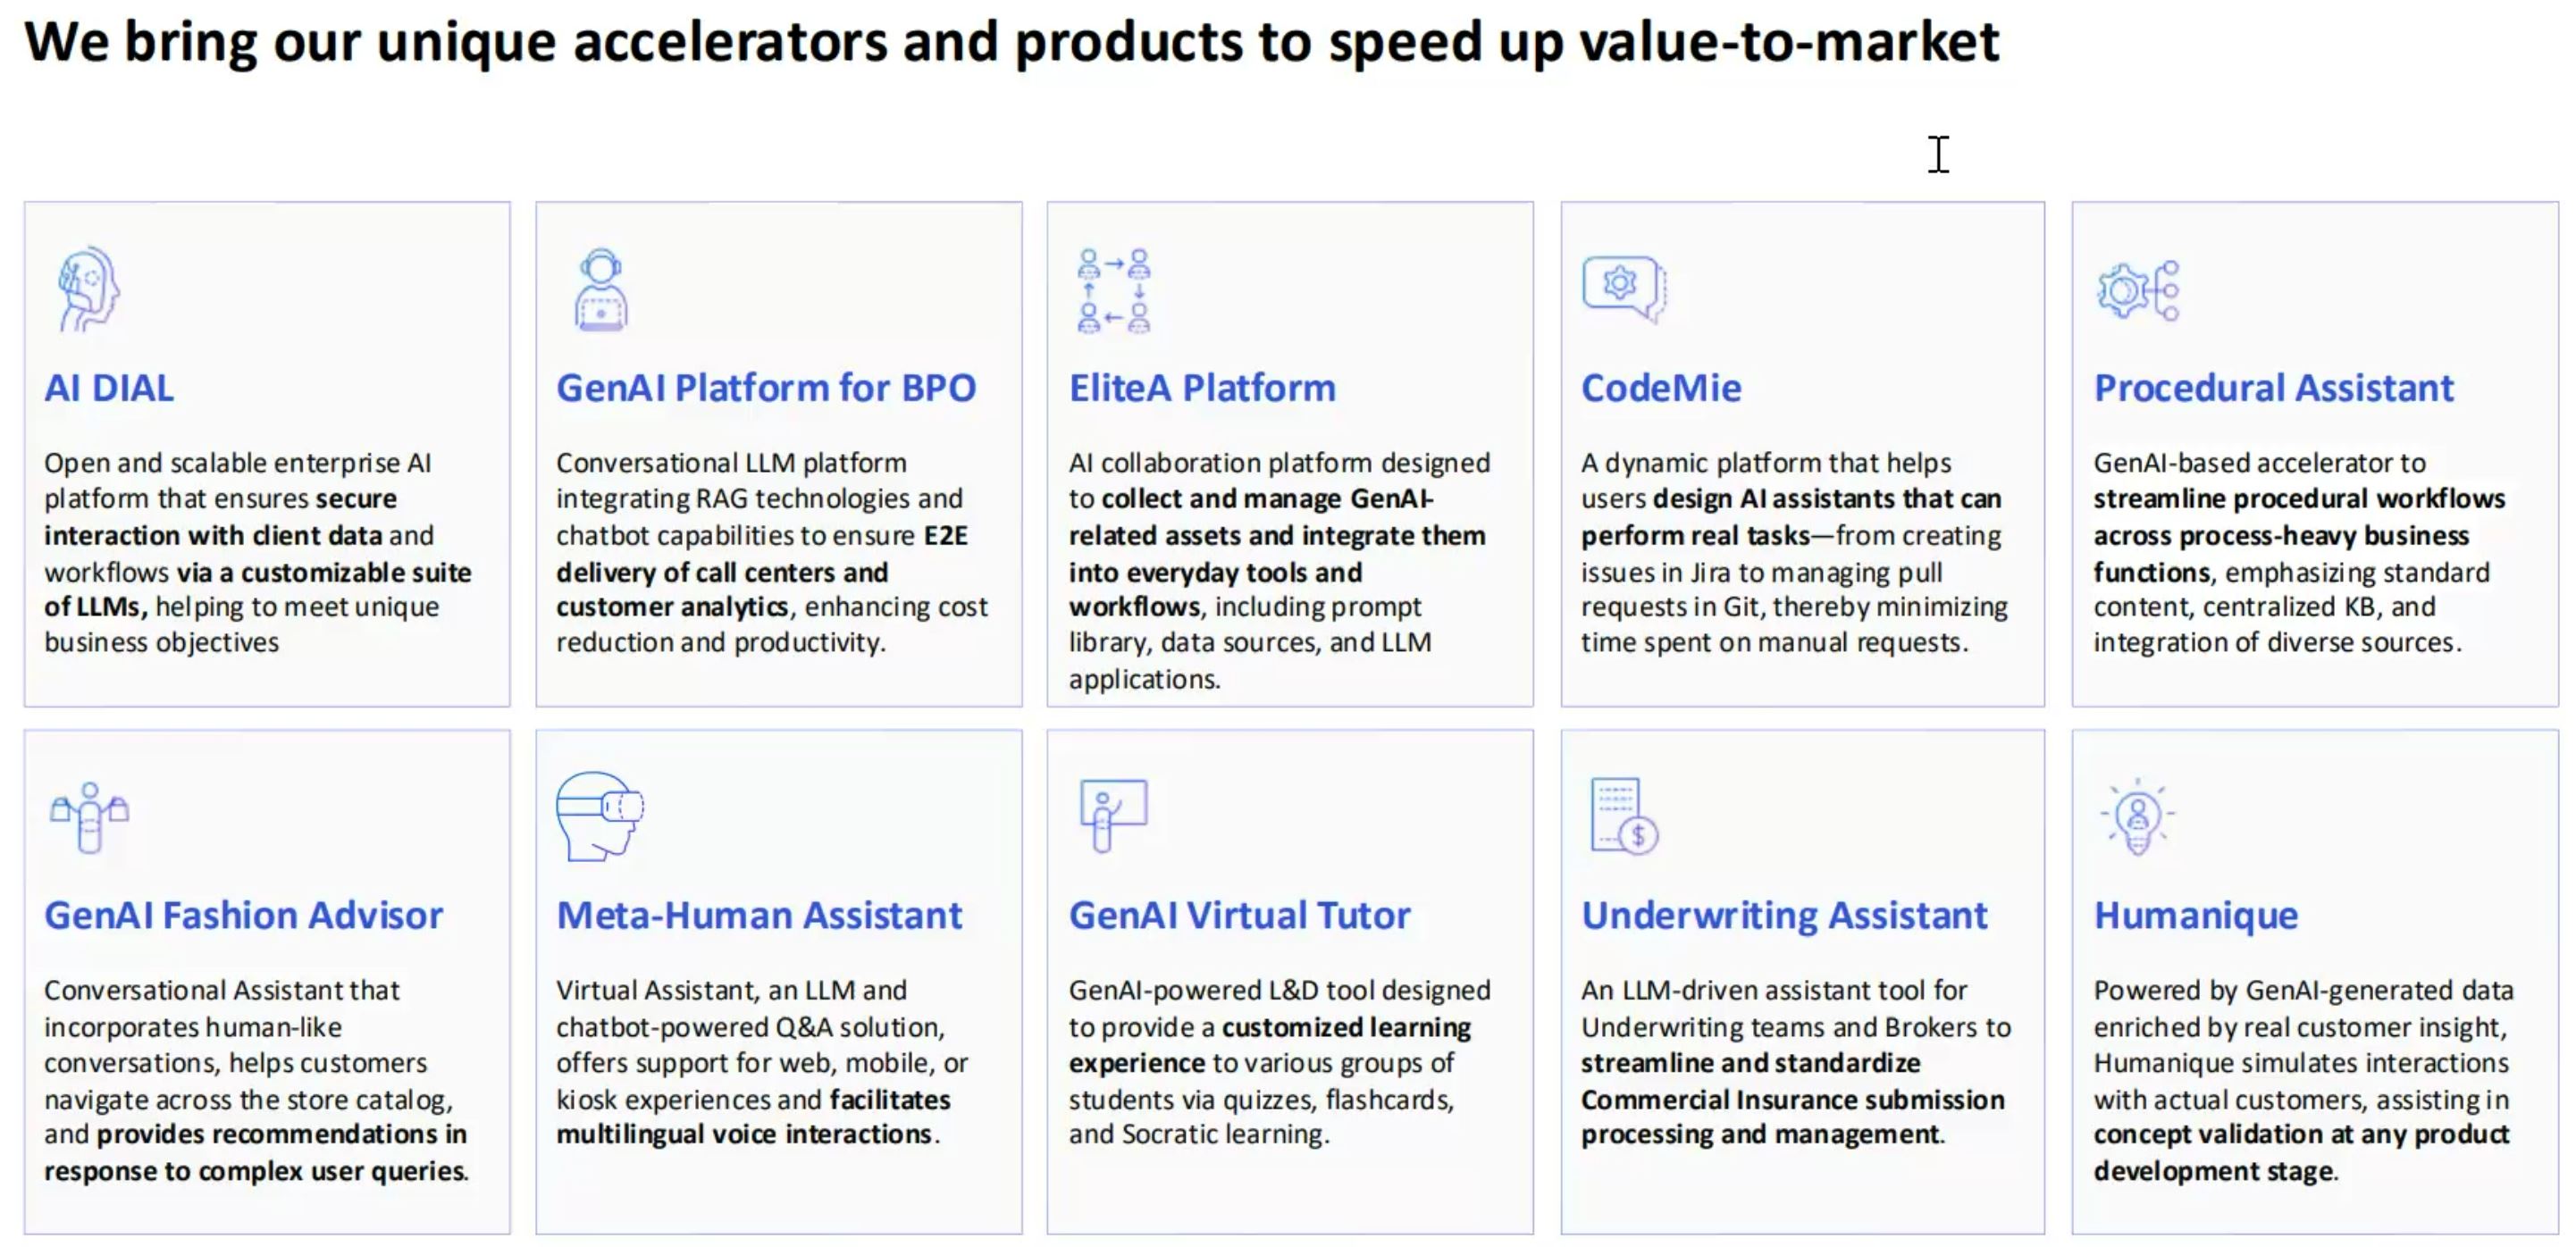 We bring our unique accelerators and products to speed up value-to-market
AI DIAL
Open and scalable enterprise AI
platform that ensures secure
interaction with client data and
workflows via a customizable suite
of LLMs, helping to meet unique
business objectives
GenAI Platform for BPO
Conversational LLM platform
integrating RAG technologies and
chatbot capabilities to ensure E2E
delivery of call centers and
customer analytics, enhancing cost
reduction and productivity.
EliteA Platform
AI collaboration platform designed
to collect and manage GenAI-
related assets and integrate them
into everyday tools and
workflows, including prompt
library, data sources, and LLM
applications.
CodeMie
A dynamic platform that helps
users design AI assistants that can
perform real tasks—from creating
issues in Jira to managing pull
requests in Git, thereby minimizing
time spent on manual requests.
Procedural Assistant
GenAI-based accelerator to
streamline procedural workflows
across process-heavy business
functions, emphasizing standard
content, centralized KB, and
integration of diverse sources.
GenAI Fashion Advisor
Conversational Assistant that
incorporates human-like
conversations, helps customers
navigate across the store catalog,
and provides recommendations in
response to complex user queries.
Meta-Human Assistant
Virtual Assistant, an LLM and
chatbot-powered Q&A solution,
offers support for web, mobile, or
kiosk experiences and facilitates
multilingual voice interactions.
GenAI Virtual Tutor
GenAI-powered L&D tool designed
to provide a customized learning
experience to various groups of
students via quizzes, flashcards,
and Socratic learning.
Underwriting Assistant
An LLM-driven assistant tool for
Underwriting teams and Brokers to
streamline and standardize
Commercial Insurance submission
processing and management.
Humanique
Powered by GenAI-generated data
enriched by real customer insight,
Humanique simulates interactions
with actual customers, assisting in
concept validation at any product
development stage.